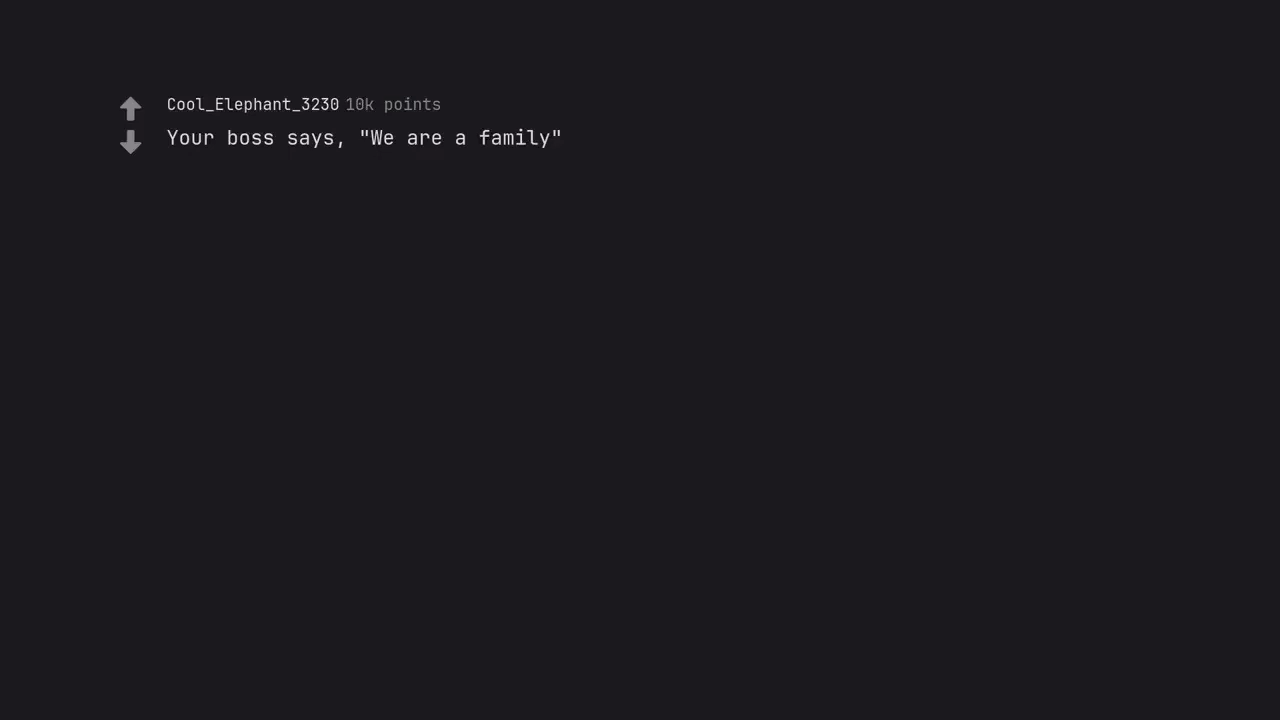 Cool_Elephant_3230 10k points
Your boss says, "We are a family"